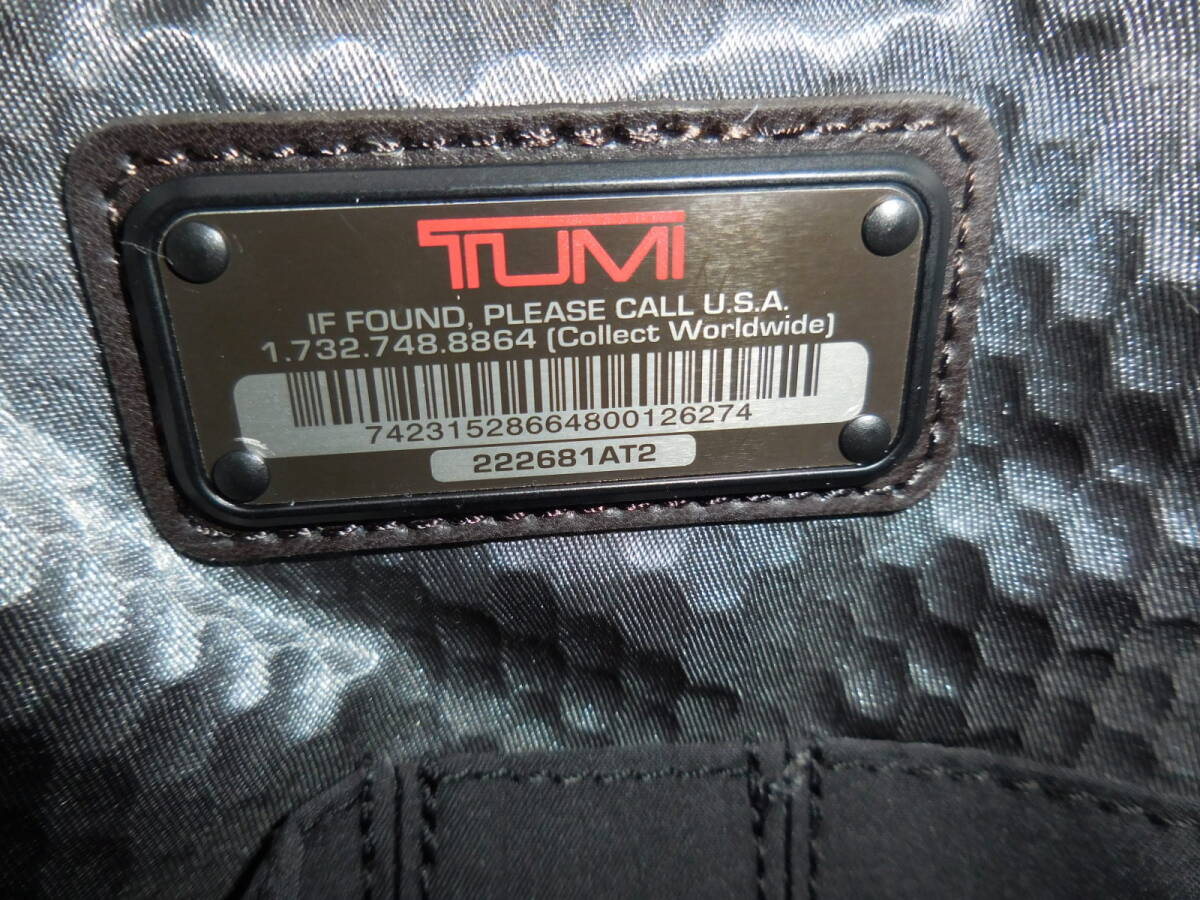 TUMI
IF FOUND, PLEASE CALL U.S.A.
1.732.748.8864 (Collect Worldwide)
74231528664800126274
222681AT2